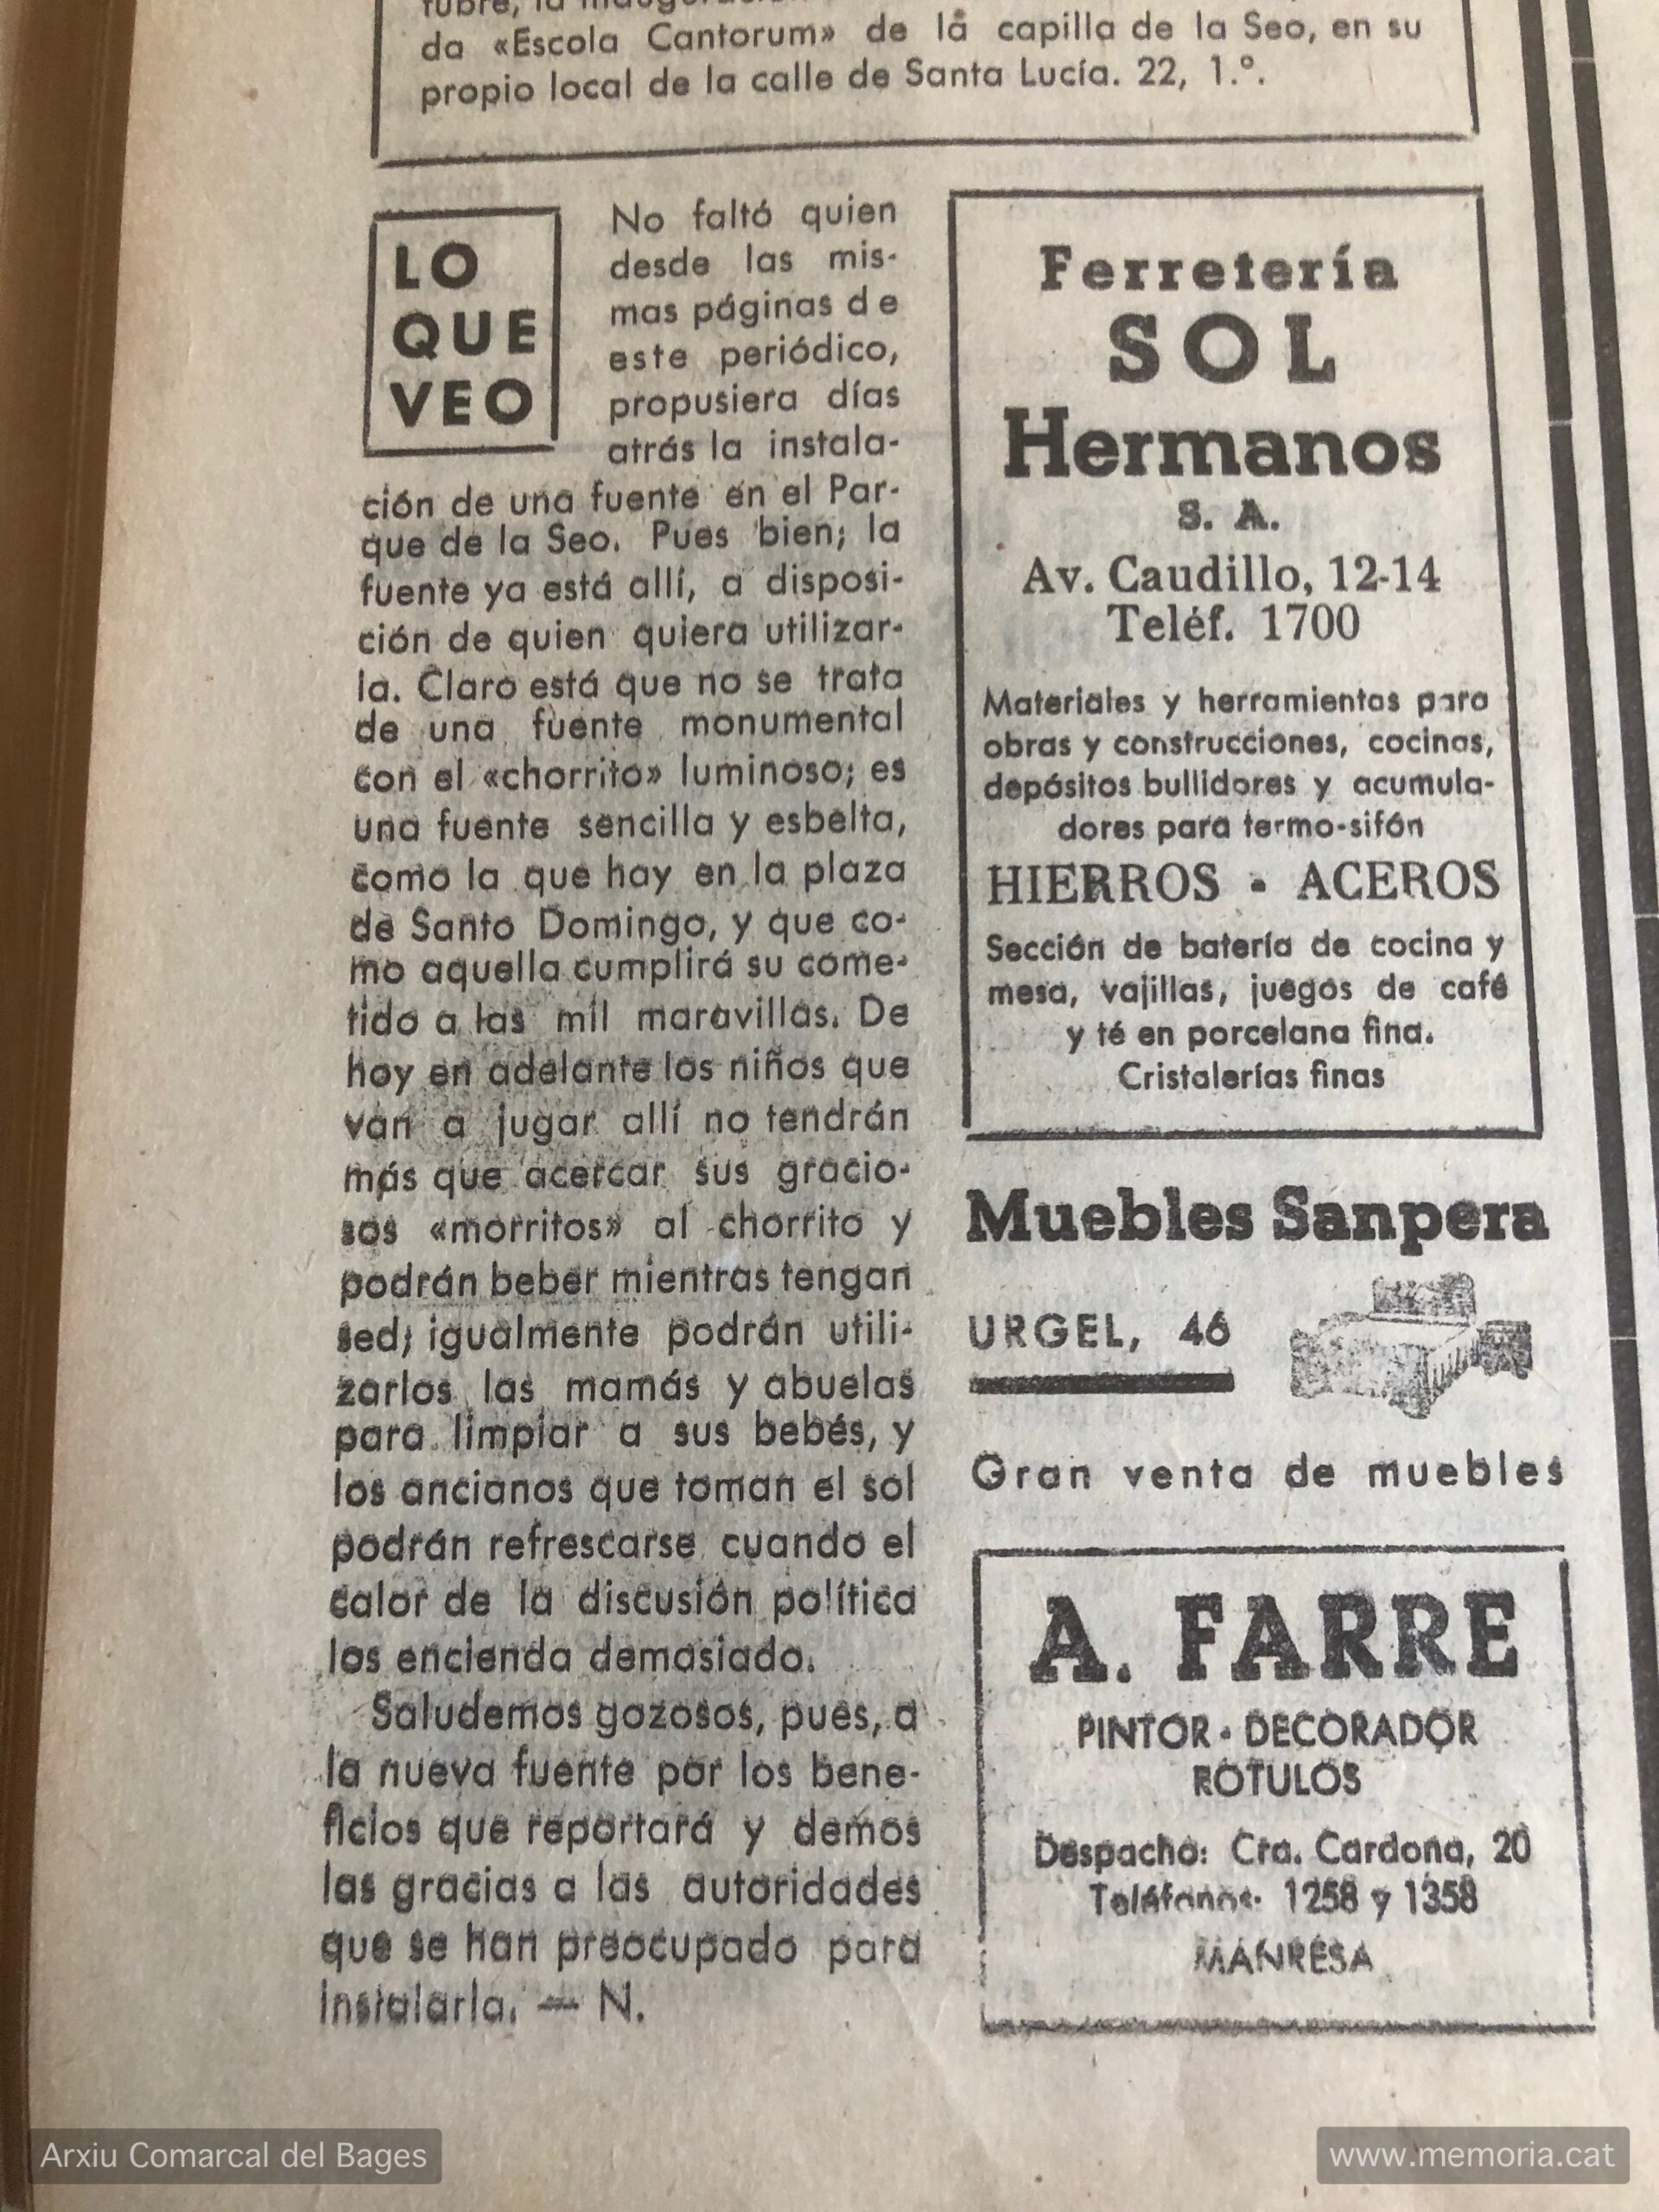 da «Escola Cantorum» de la capilla de la Seo, en su
propio local de la calle de Santa Lucía. 22, 1.º.
LO
QUE
VEO
No faltó quien
desde las mis-
mas páginas de
este periódico,
propusiera días
atrás la instala-
ción de una fuente en el Par-
que de la Seo. Pues bien; la
fuente ya está allí, a disposi-
ción de quien quiera utilizar-
la. Claro está que no se trata
de una fuente monumental
con el «chorrito» luminoso; es
una fuente sencilla y esbelta,
como la que hay en la plaza
de Santo Domingo, y que co-
mo aquella cumplirá su come-
tido a las mil maravillas. De
hoy en adelante los niños que
van a jugar allí no tendrán
más que acercar sus gracio-
sos «morritos» al chorrito y
podrán beber mientras tengan
sed; igualmente podrán utili-
zarlos las mamás y abuelas
para limpiar a sus bebés, y
los ancianos que toman el sol
podrán refrescarse cuando el
calor de la discusión política
los encienda demasiado.
Saludemos gozosos, pues, a
la nueva fuente por los bene-
ficios que reportará y demos
las gracias a las autoridades
que se han preocupado para
instalarla. — N.
Ferretería
SOL
Hermanos
S. A.
Av. Caudillo, 12-14
Teléf. 1700
Materiales y herramientas para
obras y construcciones, cocinas,
depósitos bullidores y acumula-
dores para termo-sifón
HIERROS - ACEROS
Sección de batería de cocina y
mesa, vajillas, juegos de café
y té en porcelana fina.
Cristalerías finas
Muebles Sanpera
URGEL, 46
Gran venta de muebles
A. FARRE
PINTOR - DECORADOR
ROTULOS
Despacho: Cra. Cardona, 20
Teléfonos: 1258 y 1358
MANRESA
Arxiu Comarcal del Bages
www.memoria.cat